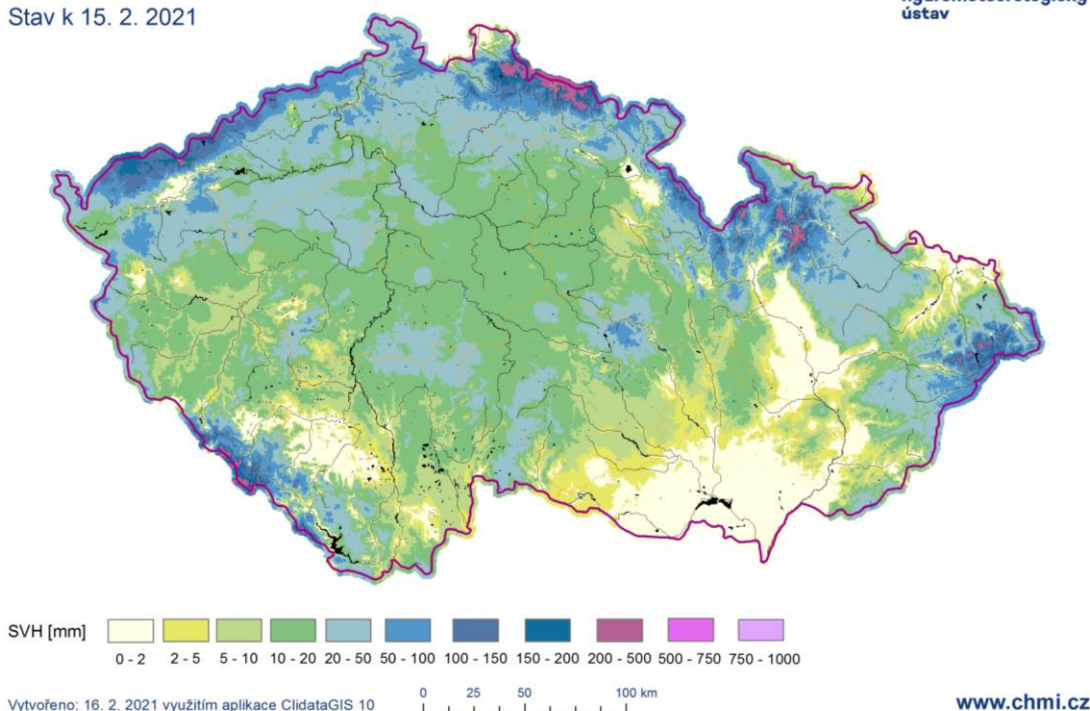 Stav k 15. 2. 2021
ústav
SVH [mm]
0 - 2 2 - 5 5 - 10 10 - 20 20 - 50 50 - 100 100 - 150 150 - 200 200 - 500 500 - 750 750 - 1000
Vytvořeno: 16. 2. 2021 využitím aplikace ClidataGIS 10
0 25 50 100 km
www.chmi.cz